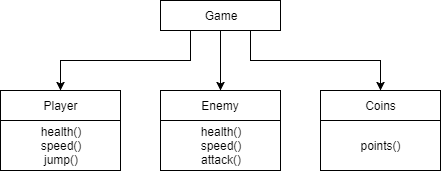 Game
Player
health()
speed()
jump()
Enemy
health()
speed()
attack()
Coins
points()